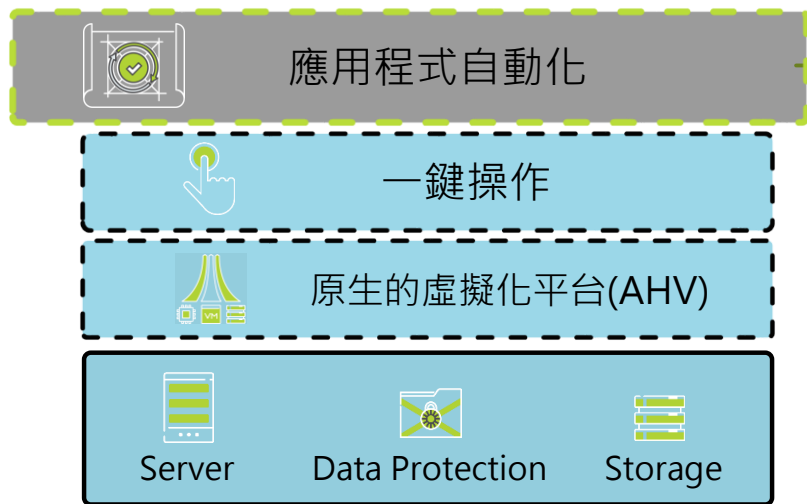 應用程式自動化
一鍵操作
原生的虛擬化平台(AHV)
VM
Server Data Protection Storage